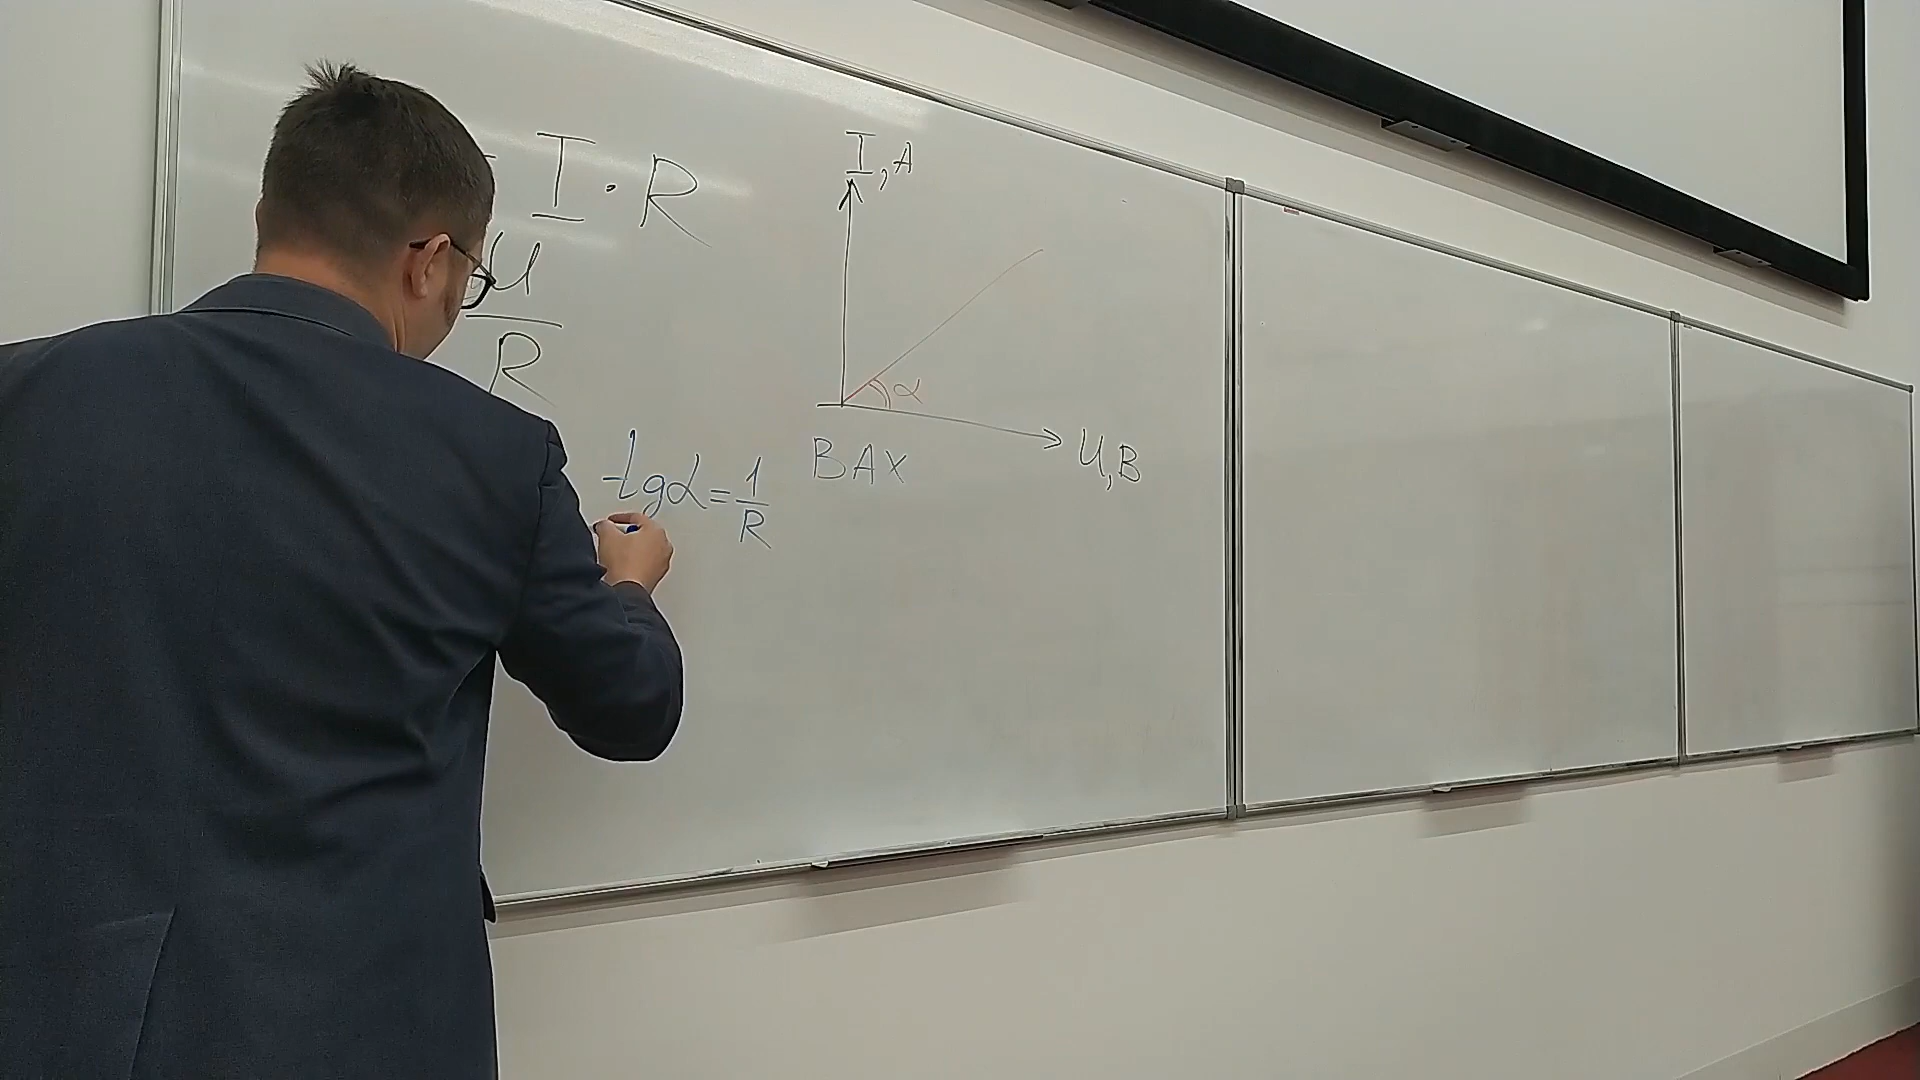 I · R
U
R
I, A
α
U, В
ВАХ
tgα = 1/R